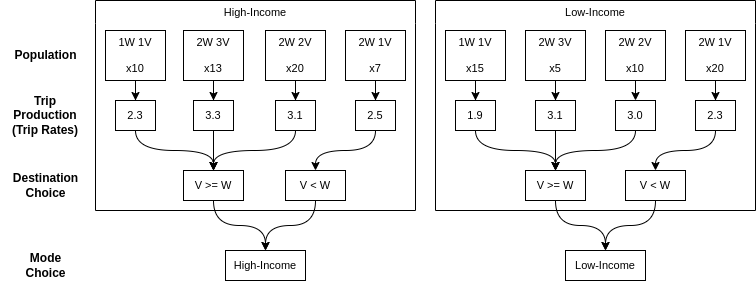 High-Income
Low-Income
Population
1W 1V
2W 3V
2W 2V
2W 1V
1W 1V
2W 3V
2W 2V
2W 1V
x10
x13
x20
x7
x15
x5
x10
x20
Trip
Production
(Trip Rates)
2.3
3.3
3.1
2.5
1.9
3.1
3.0
2.3
Destination
Choice
V >= W
V < W
V >= W
V < W
Mode
Choice
High-Income
Low-Income